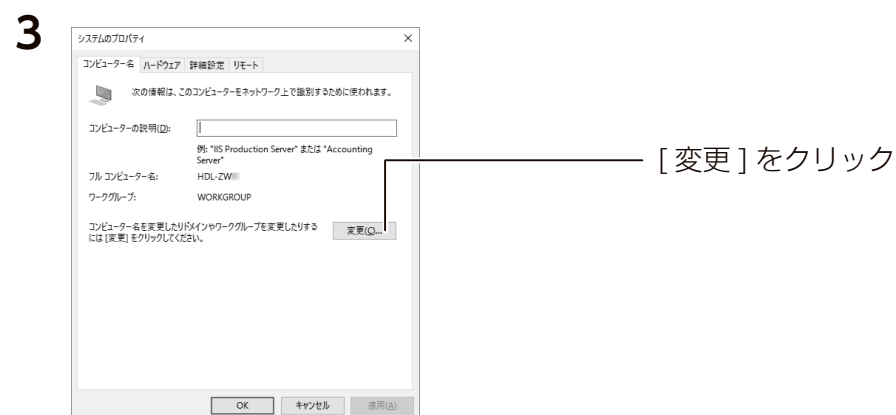 3
システムのプロパティ
コンピューター名 ハードウェア 詳細設定 リモート
次の情報は、このコンピューターをネットワーク上で識別するために使われます。
コンピューターの説明(D):
例: "IIS Production Server" または "Accounting
Server"
フル コンピューター名: HDL-ZW
ワークグループ: WORKGROUP
コンピューター名を変更したりドメインやワークグループを変更したりする
には [変更] をクリックしてください。
変更(C)...
[ 変更 ] をクリック
OK キャンセル 適用(A)